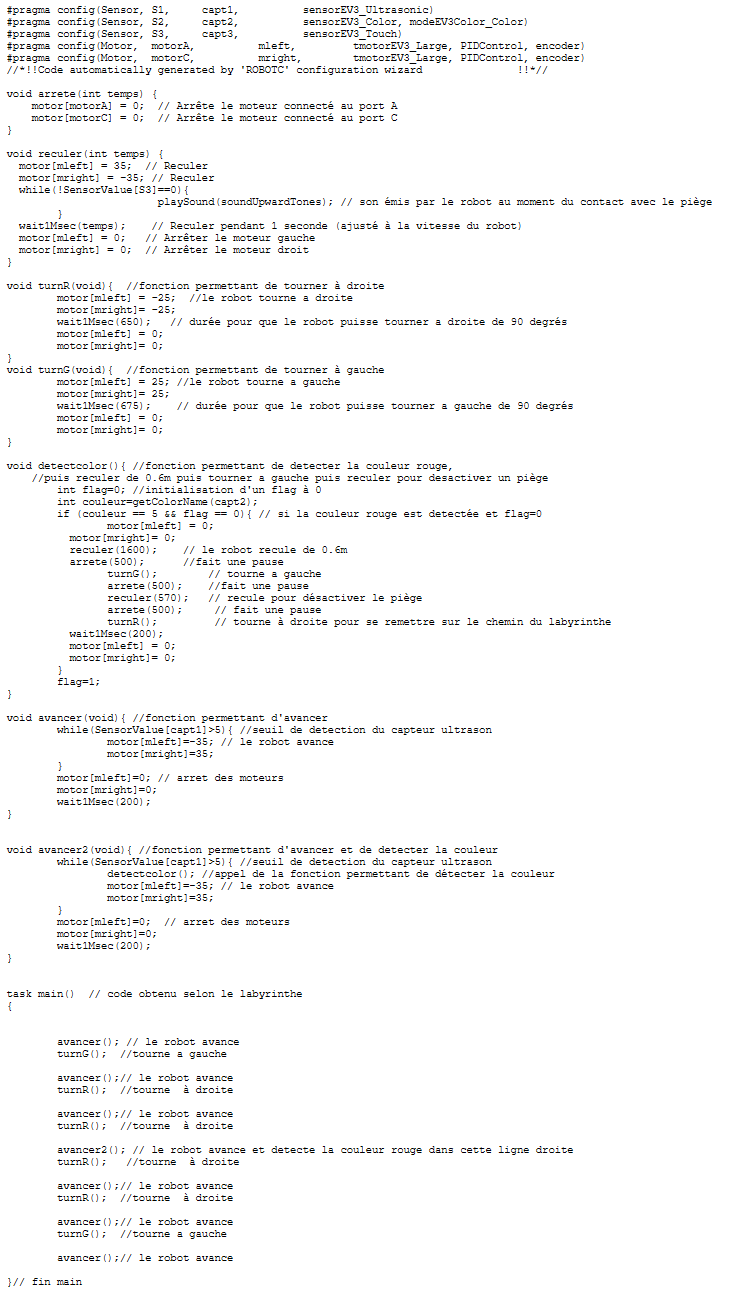 #pragma config(Sensor, S1,     capt1,          sensorEV3_Ultrasonic)
#pragma config(Sensor, S2,     capt2,          sensorEV3_Color, modeEV3Color_Color)
#pragma config(Sensor, S3,     capt3,          sensorEV3_Touch)
#pragma config(Motor,  motorA,          mleft,         tmotorEV3_Large, PIDControl, encoder)
#pragma config(Motor,  motorC,          mright,        tmotorEV3_Large, PIDControl, encoder)
//*!!Code automatically generated by 'ROBOTC' configuration wizard               !!*//

void arrete(int temps) {
    motor[motorA] = 0;  // Arrête le moteur connecté au port A
    motor[motorC] = 0;  // Arrête le moteur connecté au port C
}

void reculer(int temps) {
  motor[mleft] = 35;  // Reculer
  motor[mright] = -35; // Reculer
  while(!SensorValue[S3]==0){
                        playSound(soundUpwardTones); // son émis par le robot au moment du contact avec le piège
        }
  wait1Msec(temps);    // Reculer pendant 1 seconde (ajusté à la vitesse du robot)
  motor[mleft] = 0;   // Arrêter le moteur gauche
  motor[mright] = 0;  // Arrêter le moteur droit
}

void turnR(void){  //fonction permettant de tourner à droite
        motor[mleft] = -25;  //le robot tourne a droite
        motor[mright]= -25;
        wait1Msec(650);   // durée pour que le robot puisse tourner a droite de 90 degrés
        motor[mleft] = 0;
        motor[mright]= 0;
}
void turnG(void){  //fonction permettant de tourner à gauche
        motor[mleft] = 25; //le robot tourne a gauche
        motor[mright]= 25;
        wait1Msec(675);    // durée pour que le robot puisse tourner a gauche de 90 degrés
        motor[mleft] = 0;
        motor[mright]= 0;
}

void detectcolor(){ //fonction permettant de detecter la couleur rouge,
    //puis reculer de 0.6m puis tourner a gauche puis reculer pour desactiver un piège
        int flag=0; //initialisation d'un flag à 0
        int couleur=getColorName(capt2);
        if (couleur == 5 && flag == 0){ // si la couleur rouge est detectée et flag=0
                motor[mleft] = 0;
          motor[mright]= 0;
          reculer(1600);    // le robot recule de 0.6m
          arrete(500);      //fait une pause
                turnG();        // tourne a gauche
                arrete(500);    //fait une pause
                reculer(570);   // recule pour désactiver le piège
                arrete(500);     // fait une pause
                turnR();         // tourne à droite pour se remettre sur le chemin du labyrinthe
          wait1Msec(200);
          motor[mleft] = 0;
          motor[mright]= 0;
        }
        flag=1;
}

void avancer(void){ //fonction permettant d'avancer
        while(SensorValue[capt1]>5){ //seuil de detection du capteur ultrason
                motor[mleft]=-35; // le robot avance
                motor[mright]=35;
        }
        motor[mleft]=0; // arret des moteurs
        motor[mright]=0;
        wait1Msec(200);
}

void avancer2(void){ //fonction permettant d'avancer et de detecter la couleur
        while(SensorValue[capt1]>5){ //seuil de detection du capteur ultrason
                detectcolor(); //appel de la fonction permettant de détecter la couleur
                motor[mleft]=-35; // le robot avance
                motor[mright]=35;
        }
        motor[mleft]=0;  // arret des moteurs
        motor[mright]=0;
        wait1Msec(200);
}

task main()  // code obtenu selon le labyrinthe
{

        avancer(); // le robot avance
        turnG();  //tourne a gauche

        avancer();// le robot avance
        turnR();  //tourne  à droite

        avancer();// le robot avance
        turnR();  //tourne  à droite

        avancer2(); // le robot avance et detecte la couleur rouge dans cette ligne droite
        turnR();   //tourne  à droite

        avancer();// le robot avance
        turnR();  //tourne  à droite

        avancer();// le robot avance
        turnG();  //tourne a gauche

        avancer();// le robot avance

}// fin main